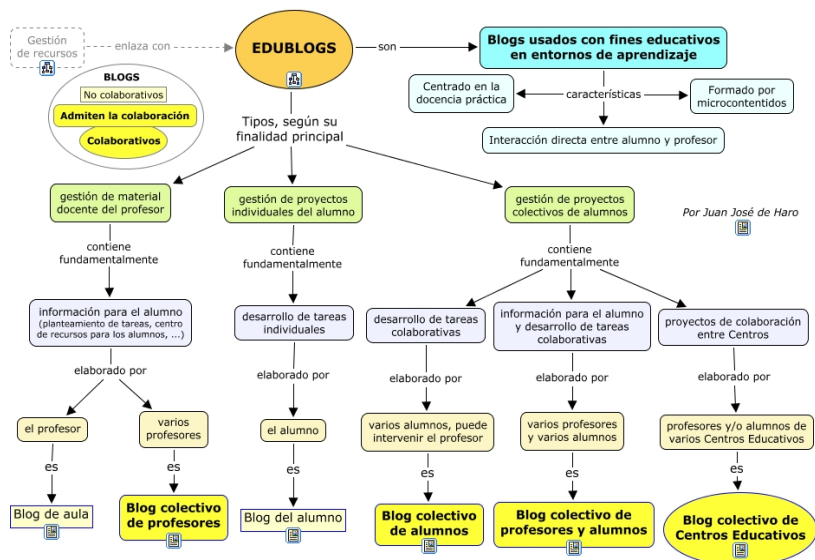 Gestión
de recursos
enlaza con
EDUBLOGS
son
Blogs usados con fines educativos
en entornos de aprendizaje
BLOGS
No colaborativos
Admiten la colaboración
Colaborativos
Centrado en la
docencia práctica
características
Formado por
microcontenidos
Interacción directa entre alumno y profesor
Tipos, según su
finalidad principal
gestión de material
docente del profesor
gestión de proyectos
individuales del alumno
gestión de proyectos
colectivos de alumnos
Por Juan José de Haro
contiene
fundamentalmente
contiene
fundamentalmente
contiene
fundamentalmente
información para el alumno
(planteamiento de tareas, centro
de recursos para los alumnos, ...)
desarrollo de tareas
individuales
desarrollo de tareas
colaborativas
información para el alumno
y desarrollo de tareas
colaborativas
proyectos de colaboración
entre Centros
elaborado por
elaborado por
elaborado por
elaborado por
elaborado por
el profesor
varios
profesores
el alumno
varios alumnos, puede
intervenir el profesor
varios profesores
y varios alumnos
profesores y/o alumnos de
varios Centros Educativos
es
es
es
es
es
es
Blog de aula
Blog colectivo
de profesores
Blog del alumno
Blog colectivo
de alumnos
Blog colectivo de
profesores y alumnos
Blog colectivo de
Centros Educativos